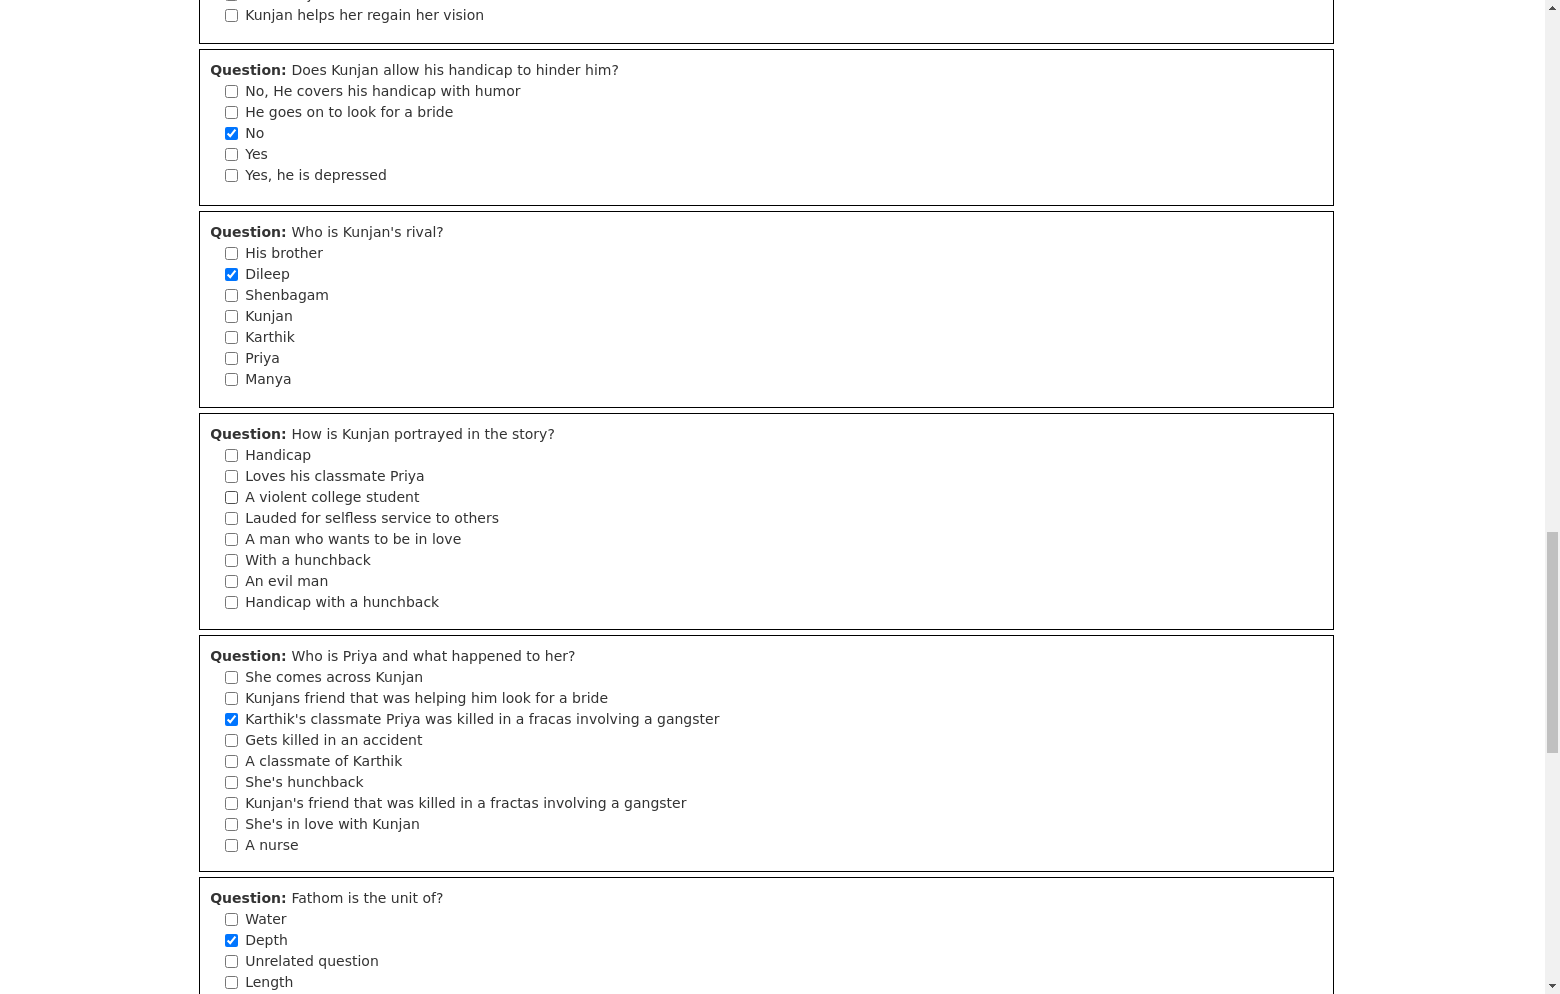 Kunjan helps her regain her vision
Question: Does Kunjan allow his handicap to hinder him?
No, He covers his handicap with humor
He goes on to look for a bride
No
Yes
Yes, he is depressed
Question: Who is Kunjan's rival?
His brother
Dileep
Shenbagam
Kunjan
Karthik
Priya
Manya
Question: How is Kunjan portrayed in the story?
Handicap
Loves his classmate Priya
A violent college student
Lauded for selfless service to others
A man who wants to be in love
With a hunchback
An evil man
Handicap with a hunchback
Question: Who is Priya and what happened to her?
She comes across Kunjan
Kunjans friend that was helping him look for a bride
Karthik's classmate Priya was killed in a fracas involving a gangster
Gets killed in an accident
A classmate of Karthik
She's hunchback
Kunjan's friend that was killed in a fractas involving a gangster
She's in love with Kunjan
A nurse
Question: Fathom is the unit of?
Water
Depth
Unrelated question
Length